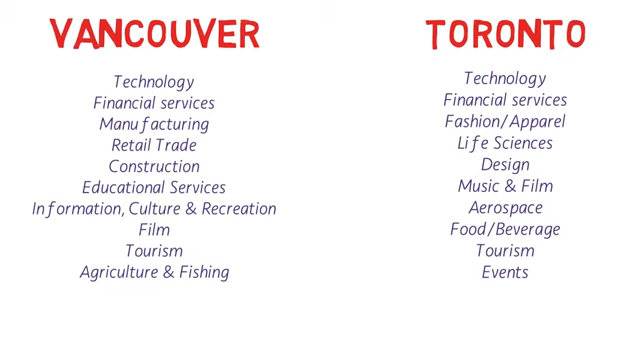 VANCOUVER
Technology
Financial services
Manufacturing
Retail Trade
Construction
Educational Services
Information, Culture & Recreation
Film
Tourism
Agriculture & Fishing
TORONTO
Technology
Financial services
Fashion/Apparel
Life Sciences
Design
Music & Film
Aerospace
Food/Beverage
Tourism
Events